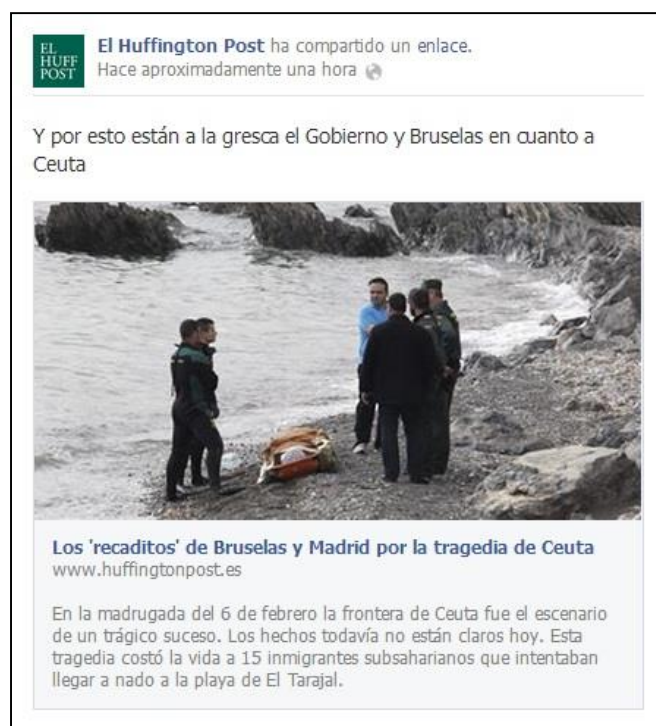 EL
HUFF
POST
El Huffington Post ha compartido un enlace.
Hace aproximadamente una hora
Y por esto están a la gresca el Gobierno y Bruselas en cuanto a
Ceuta
Los 'recaditos' de Bruselas y Madrid por la tragedia de Ceuta
www.huffingtonpost.es
En la madrugada del 6 de febrero la frontera de Ceuta fue el escenario
de un trágico suceso. Los hechos todavía no están claros hoy. Esta
tragedia costó la vida a 15 inmigrantes subsaharianos que intentaban
llegar a nado a la playa de El Tarajal.